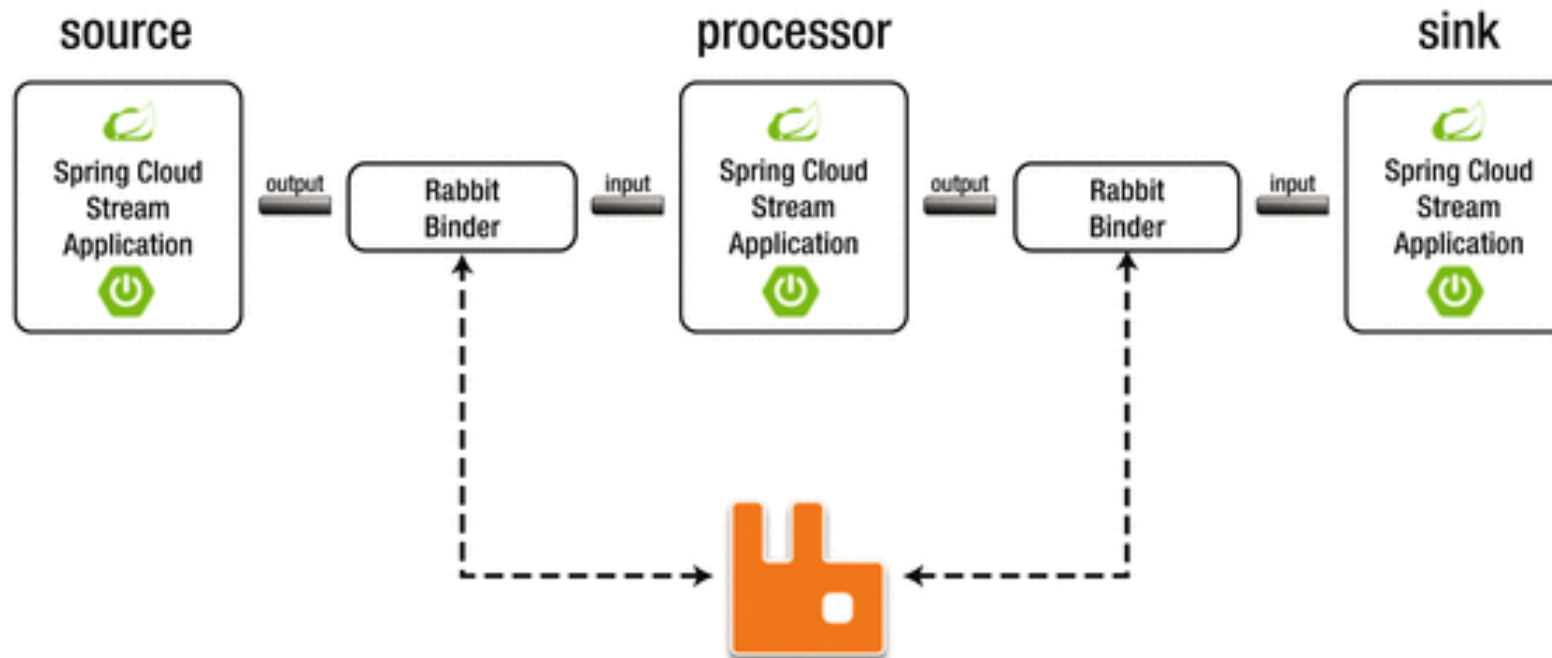 source
processor
sink
Spring Cloud
Stream
Application
output
Rabbit
Binder
input
Spring Cloud
Stream
Application
output
Rabbit
Binder
input
Spring Cloud
Stream
Application